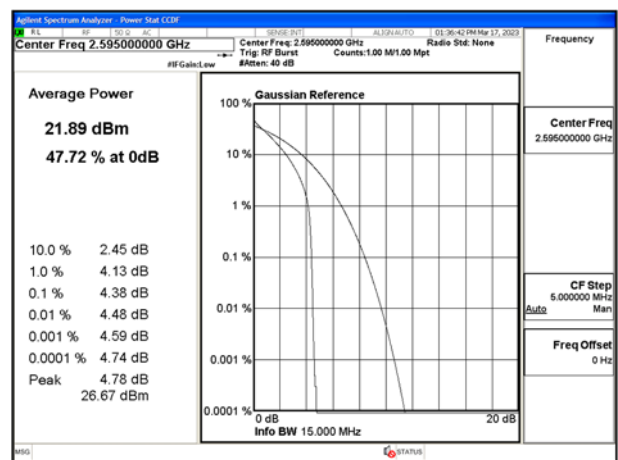 Agilent Spectrum Analyzer - Power Stat CCDF
RL RF 50 Ω AC SENSE:INT ALIGNAUTO 01:36:42 PM Mar 17, 2023
Center Freq 2.595000000 GHz
Center Freq: 2.595000000 GHz Radio Std: None
Trig: RF Burst Counts:1.00 M/1.00 Mpt
#IFGain:Low #Atten: 40 dB
Frequency
Average Power
21.89 dBm
47.72 % at 0dB
10.0 % 2.45 dB
1.0 % 4.13 dB
0.1 % 4.38 dB
0.01 % 4.48 dB
0.001 % 4.59 dB
0.0001 % 4.74 dB
Peak 4.78 dB
26.67 dBm
Gaussian Reference
100 %
10 %
1 %
0.1 %
0.01 %
0.001 %
0.0001 %
0 dB 20 dB
Info BW 15.000 MHz
Center Freq
2.595000000 GHz
CF Step
5.000000 MHz
Auto Man
Freq Offset
0 Hz
MSG STATUS